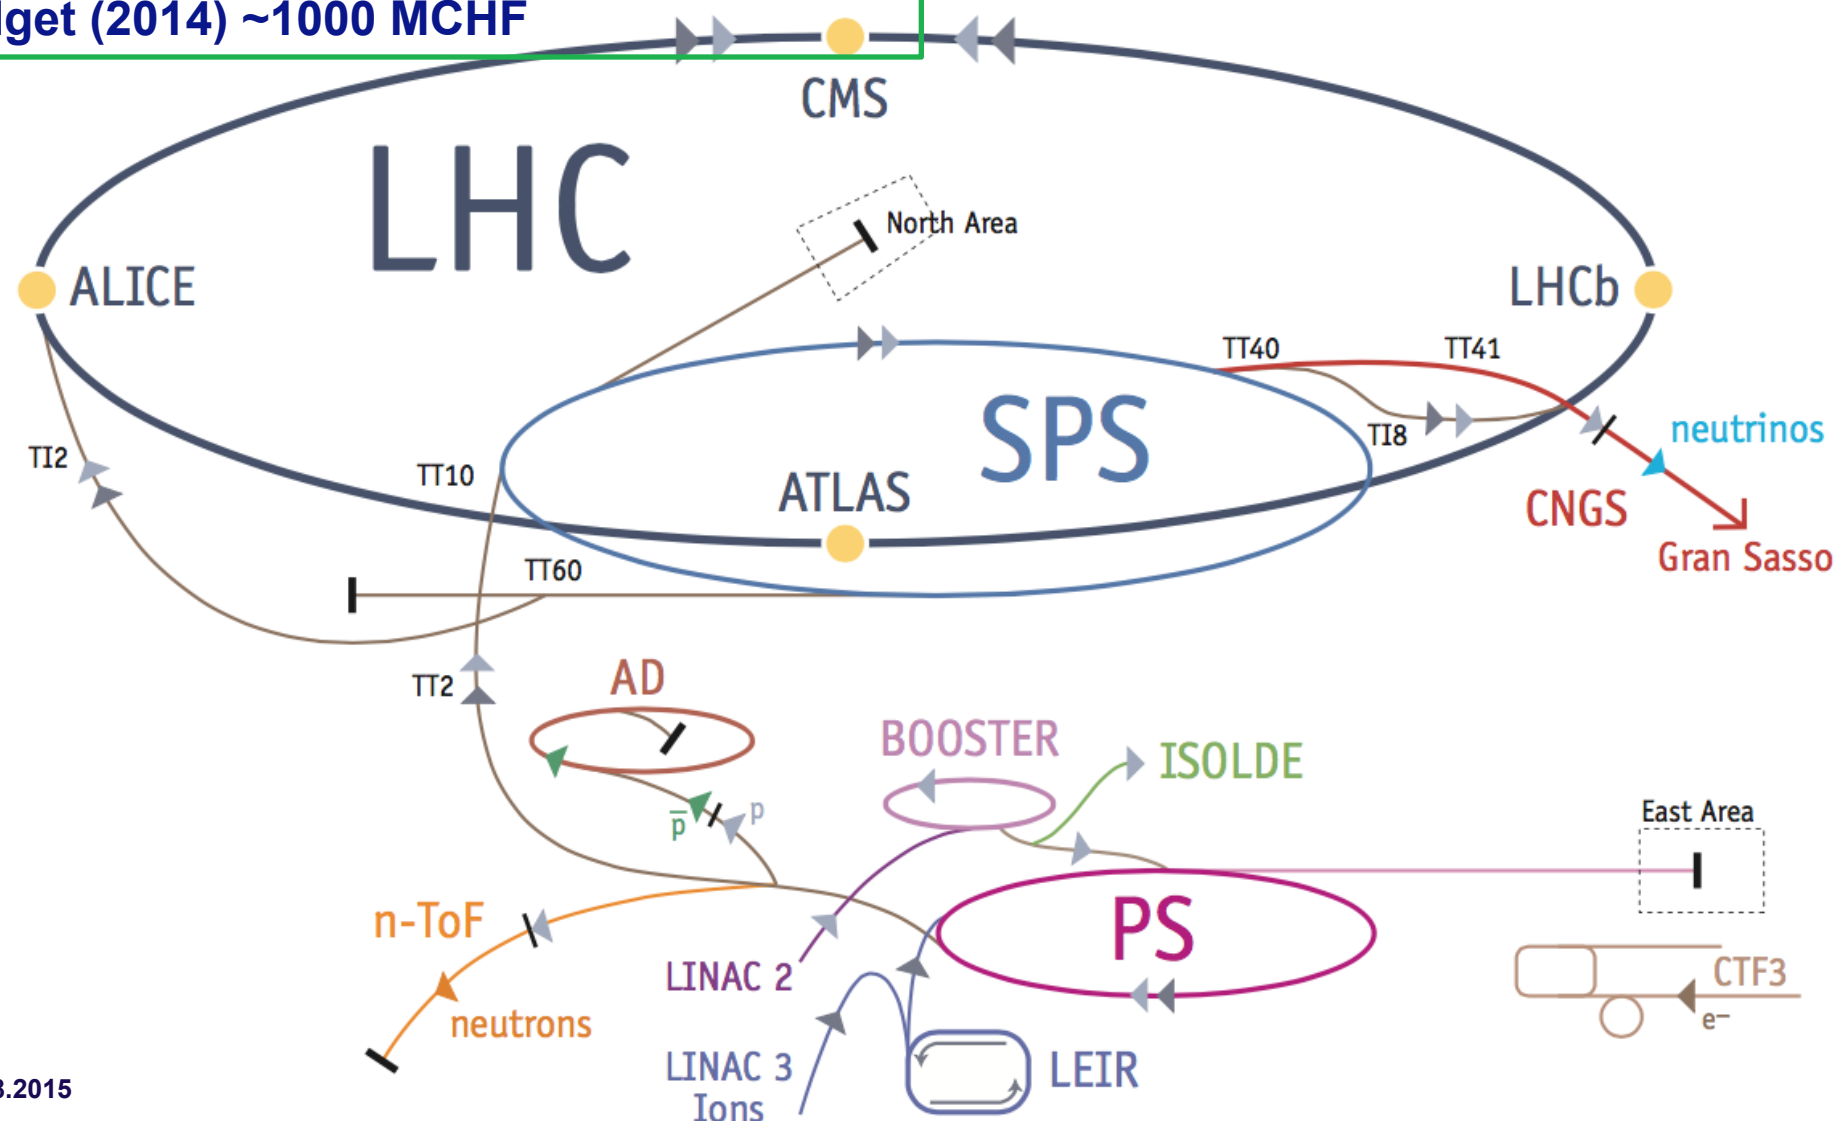 (2014) ~1000 MCHF
CMS
LHC
North Area
ALICE
LHCb
TT40
TT41
SPS
TI8
neutrinos
TI2
TT10
ATLAS
CNGS
Gran Sasso
TT60
TT2
AD
BOOSTER
ISOLDE
p̅
p
East Area
n-ToF
PS
LINAC 2
CTF3
neutrons
e−
LINAC 3
Ions
LEIR
.2015